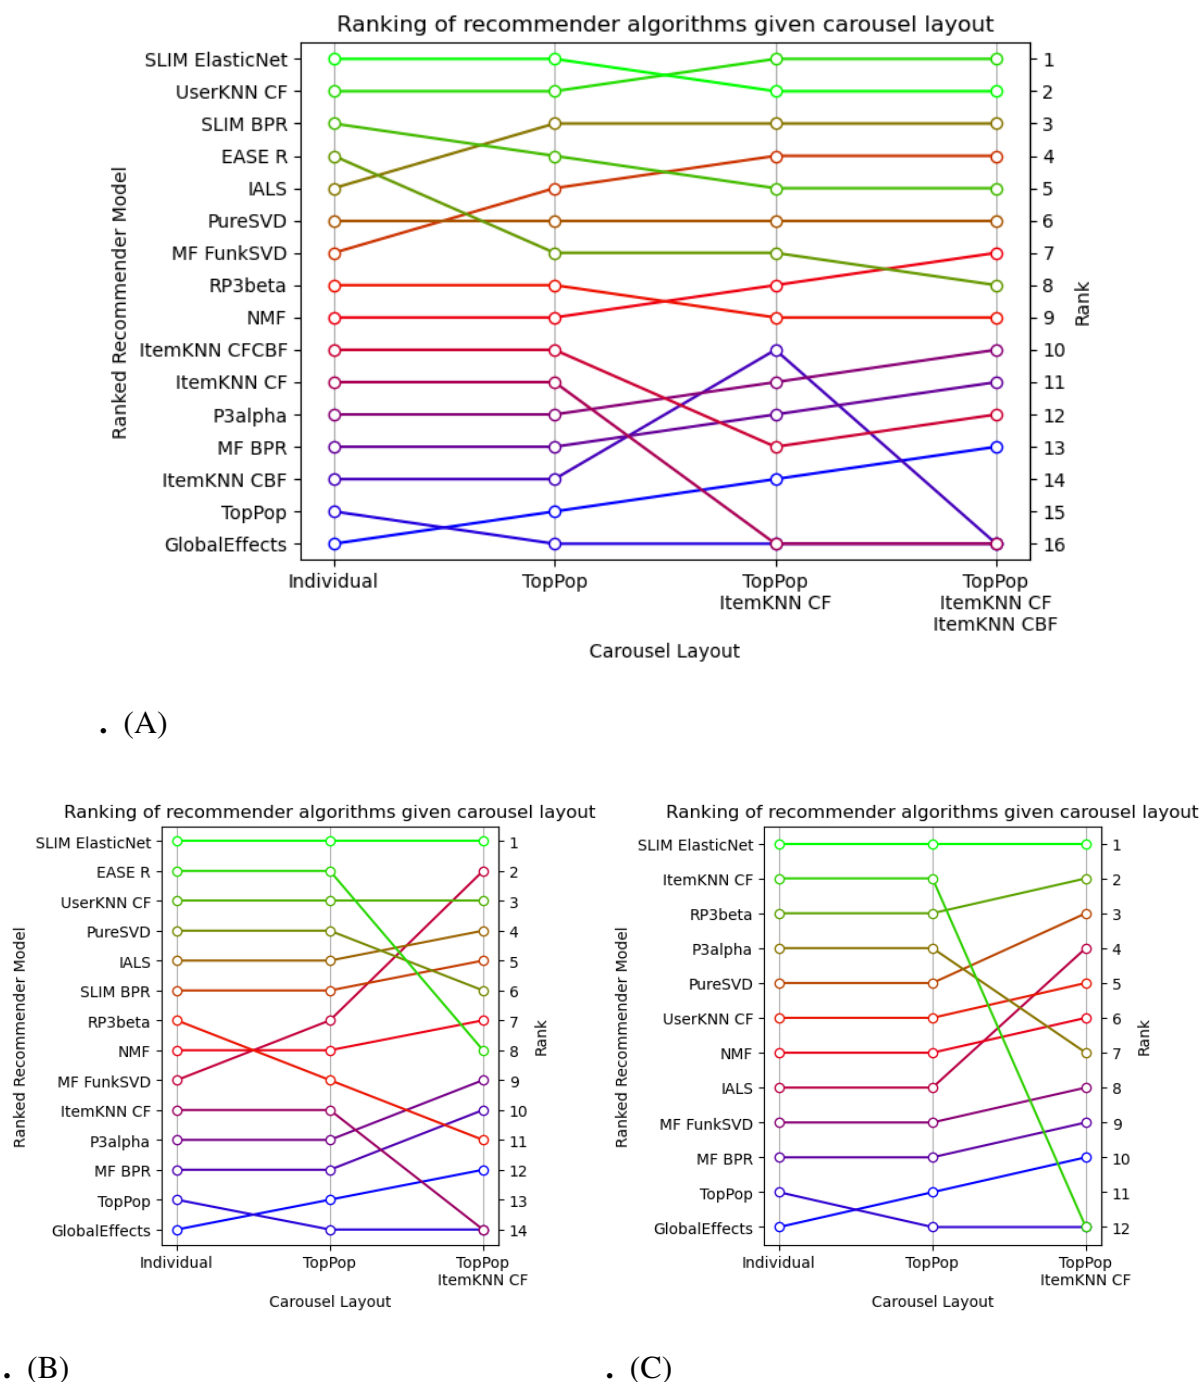 Ranking of recommender algorithms given carousel layout
Ranked Recommender Model
SLIM ElasticNet
UserKNN CF
SLIM BPR
EASE R
IALS
PureSVD
MF FunkSVD
RP3beta
NMF
ItemKNN CFCBF
ItemKNN CF
P3alpha
MF BPR
ItemKNN CBF
TopPop
GlobalEffects
1
2
3
4
5
6
7
8
9
10
11
12
13
14
15
16
Rank
Individual
TopPop
TopPop
ItemKNN CF
TopPop
ItemKNN CF
ItemKNN CBF
Carousel Layout
. (A)
Ranking of recommender algorithms given carousel layout
Ranked Recommender Model
SLIM ElasticNet
EASE R
UserKNN CF
PureSVD
IALS
SLIM BPR
RP3beta
NMF
MF FunkSVD
ItemKNN CF
P3alpha
MF BPR
TopPop
GlobalEffects
1
2
3
4
5
6
7
8
9
10
11
12
13
14
Rank
Individual
TopPop
TopPop
ItemKNN CF
Carousel Layout
. (B)
Ranking of recommender algorithms given carousel layout
Ranked Recommender Model
SLIM ElasticNet
ItemKNN CF
RP3beta
P3alpha
PureSVD
UserKNN CF
NMF
IALS
MF FunkSVD
MF BPR
TopPop
GlobalEffects
1
2
3
4
5
6
7
8
9
10
11
12
Rank
Individual
TopPop
TopPop
ItemKNN CF
Carousel Layout
. (C)